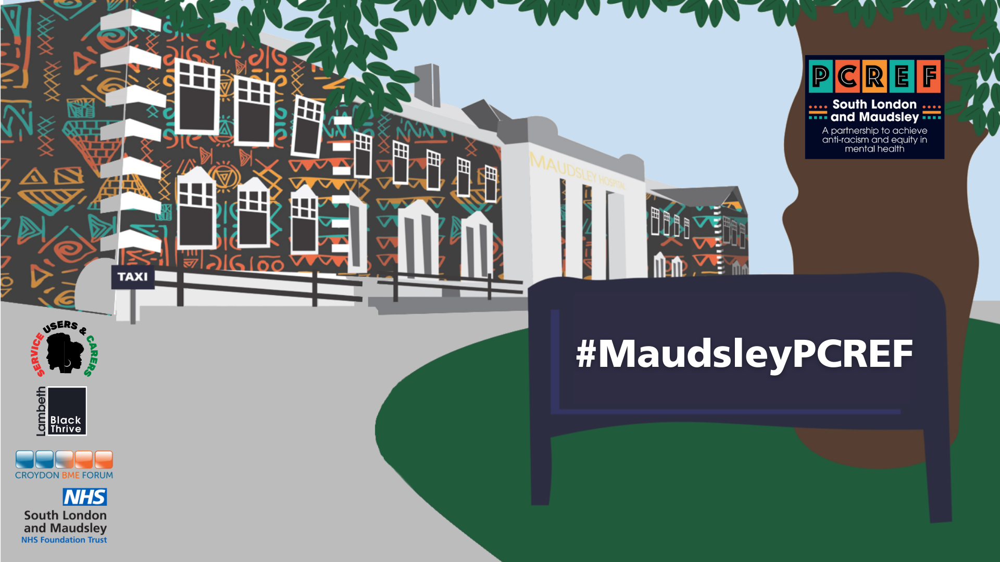 PCREF
South London
and Maudsley
A partnership to achieve
anti-racism and equity in
mental health
MAUDSLEY HOSPITAL
TAXI
#MaudsleyPCREF
SERVICE USERS & CARERS
Lambeth
Black
Thrive
CROYDON BME FORUM
NHS
South London
and Maudsley
NHS Foundation Trust